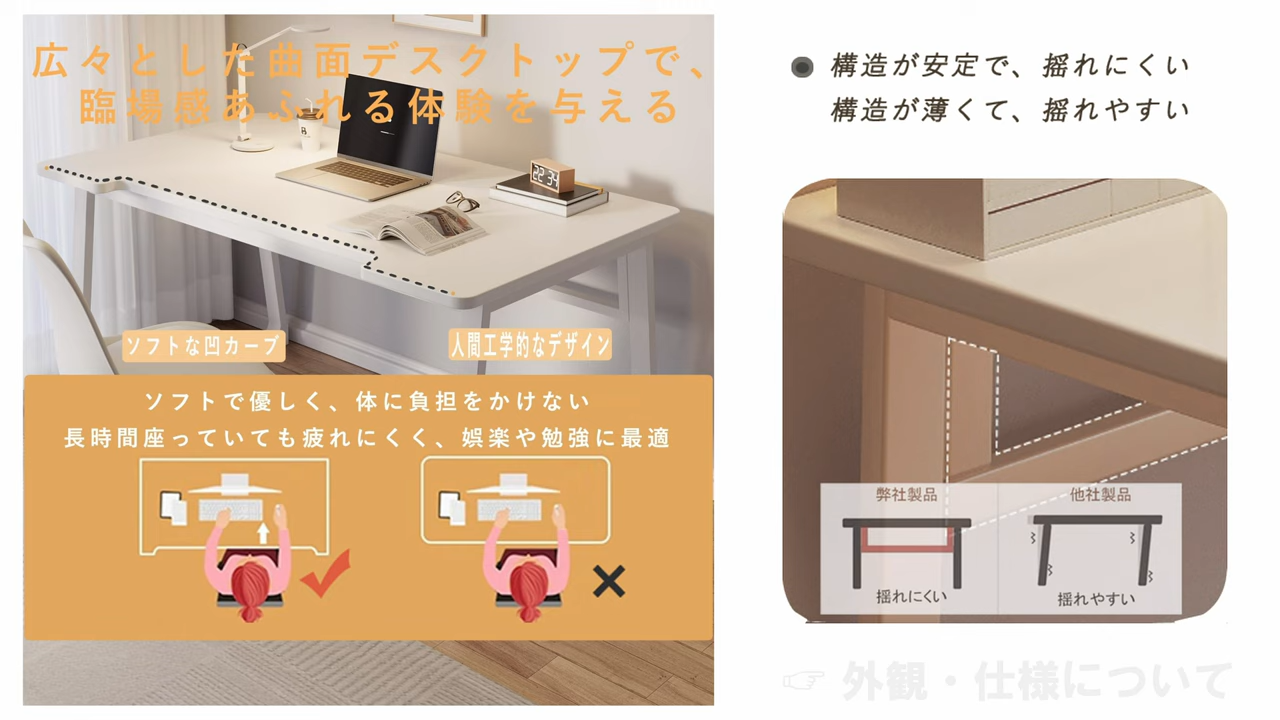 広々とした曲面デスクトップで、
臨場感あふれる体験を与える
B.
22 34
ソフトな凹カーブ
人間工学的なデザイン
ソフトで優しく、体に負担をかけない
長時間座っていても疲れにくく、娯楽や勉強に最適
構造が安定で、揺れにくい
構造が薄くて、揺れやすい
弊社製品
他社製品
揺れにくい
揺れやすい
☞ 外観・仕様について